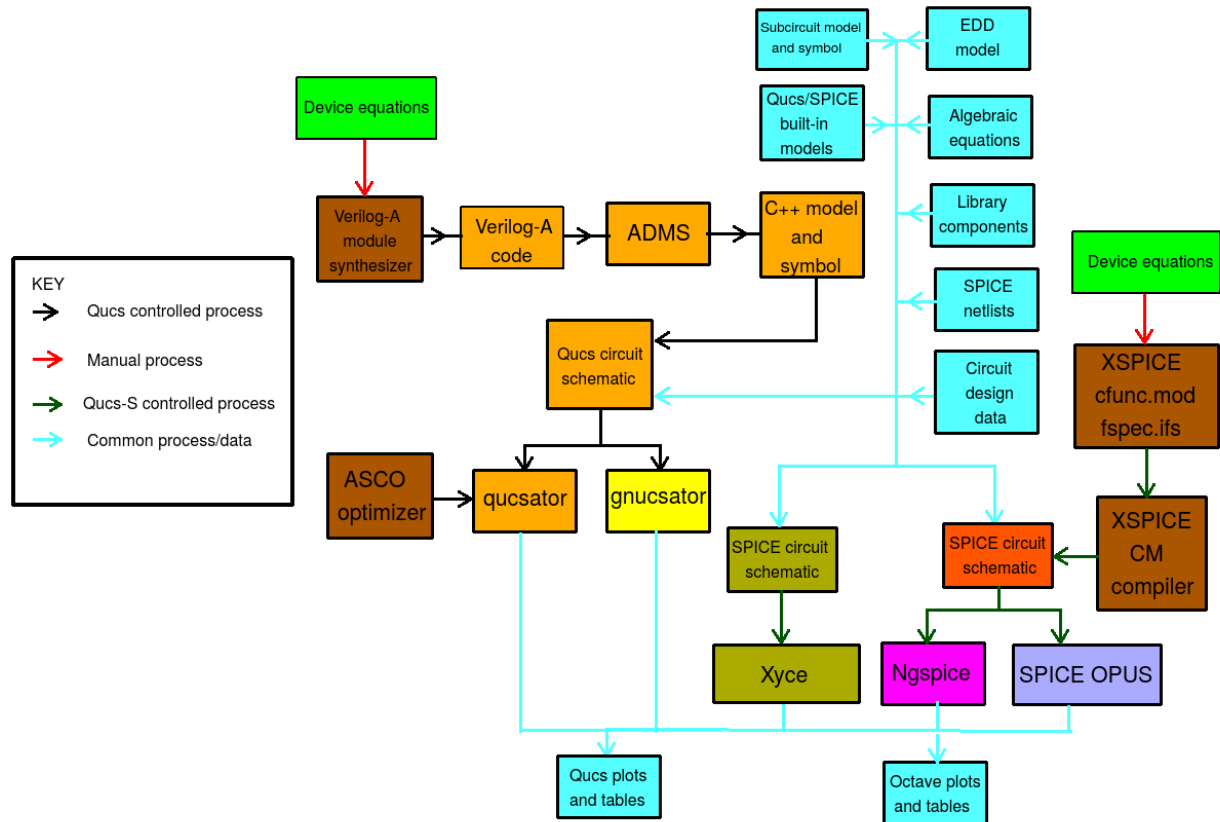 Subcircuit model
and symbol
EDD
model
Device equations
Qucs/SPICE
built-in
models
Algebraic
equations
Verilog-A
module
synthesizer
Verilog-A
code
ADMS
C++ model
and
symbol
Library
components
Device equations
KEY
Qucs controlled process
Manual process
Qucs-S controlled process
Common process/data
SPICE
netlists
Qucs circuit
schematic
Circuit
design
data
XSPICE
cfunc.mod
fspec.ifs
ASCO
optimizer
qucsator
gnucsator
SPICE circuit
schematic
SPICE circuit
schematic
XSPICE
CM
compiler
Xyce
Ngspice
SPICE OPUS
Qucs plots
and tables
Octave plots
and tables